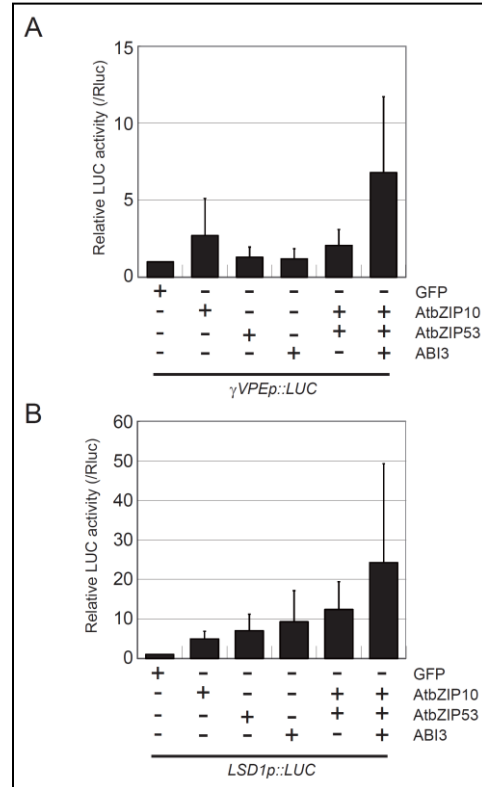 A
Relative LUC activity (/Rluc)
15
10
5
0
+ - - - - - GFP
- + - - + + AtbZIP10
- - + - + + AtbZIP53
- - - + - + ABI3
γVPEp::LUC
B
Relative LUC activity (/Rluc)
60
50
40
30
20
10
0
+ - - - - - GFP
- + - - + + AtbZIP10
- - + - + + AtbZIP53
- - - + - + ABI3
LSD1p::LUC